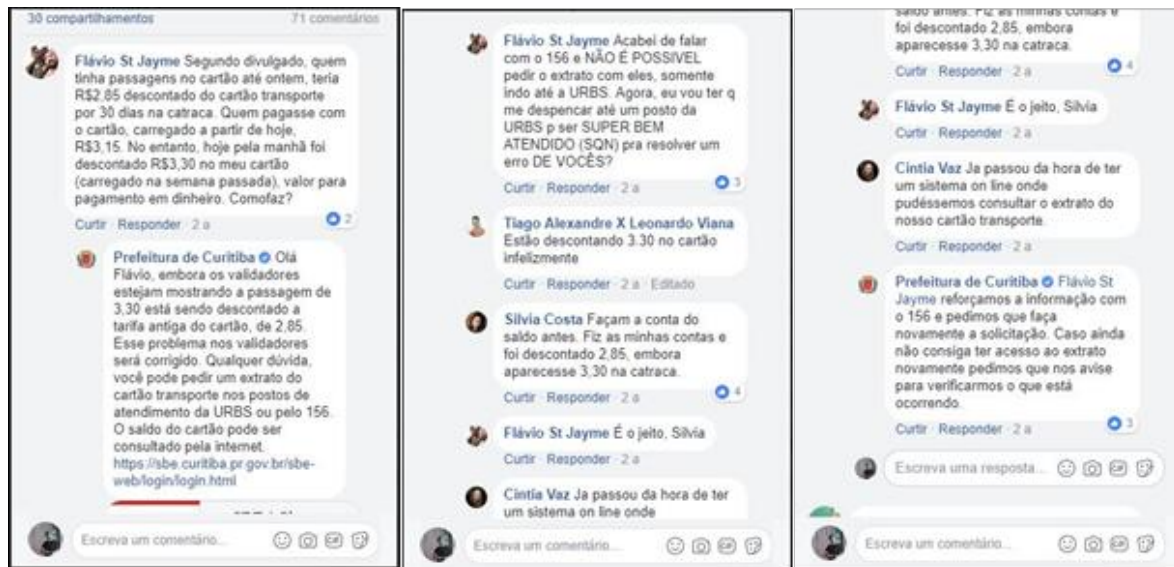 30 compartilhamentos 71 comentários
Flávio St Jayme Segundo divulgado, quem
tinha passagens no cartão até ontem, teria
R$2,85 descontado do cartão transporte
por 30 dias na catraca. Quem pagasse com
o cartão, carregado a partir de hoje,
R$3,15. No entanto, hoje pela manhã foi
descontado R$3,30 no meu cartão
(carregado na semana passada), valor para
pagamento em dinheiro. Comofaz?
Curtir · Responder · 2 a 2
Prefeitura de Curitiba Olá
Flávio, embora os validadores
estejam mostrando a passagem de
3,30 está sendo descontado a
tarifa antiga do cartão, de 2,85.
Esse problema nos validadores
será corrigido. Qualquer dúvida,
você pode pedir um extrato do
cartão transporte nos postos de
atendimento da URBS ou pelo 156.
O saldo do cartão pode ser
consultado pela internet.
https://sbe.curitiba.pr.gov.br/sbe-
web/login/login.html
Escreva um comentário...
Flávio St Jayme Acabei de falar
com o 156 e NÃO É POSSIVEL
pedir o extrato com eles, somente
indo até a URBS. Agora, eu vou ter q
me despencar até um posto da
URBS p ser SUPER BEM
ATENDIDO (SQN) pra resolver um
erro DE VOCÊS?
Curtir · Responder · 2 a 3
Tiago Alexandre X Leonardo Viana
Estão descontando 3.30 no cartão
infelizmente
Curtir · Responder · 2 a · Editado
Silvia Costa Façam a conta do
saldo antes. Fiz as minhas contas e
foi descontado 2,85, embora
aparecesse 3,30 na catraca.
Curtir · Responder · 2 a 4
Flávio St Jayme É o jeito, Silvia
Curtir · Responder · 2 a
Cintia Vaz Ja passou da hora de ter
um sistema on line onde
Escreva um comentário...
saldo antes. Fiz as minhas contas e
foi descontado 2,85, embora
aparecesse 3,30 na catraca.
Curtir · Responder · 2 a 4
Flávio St Jayme É o jeito, Silvia
Curtir · Responder · 2 a
Cintia Vaz Ja passou da hora de ter
um sistema on line onde
pudéssemos consultar o extrato do
nosso cartão transporte.
Curtir · Responder · 2 a
Prefeitura de Curitiba Flávio St
Jayme reforçamos a informação com
o 156 e pedimos que faça
novamente a solicitação. Caso ainda
não consiga ter acesso ao extrato
novamente pedimos que nos avise
para verificarmos o que está
ocorrendo.
Curtir · Responder · 2 a 3
Escreva uma resposta...
Escreva um comentário...